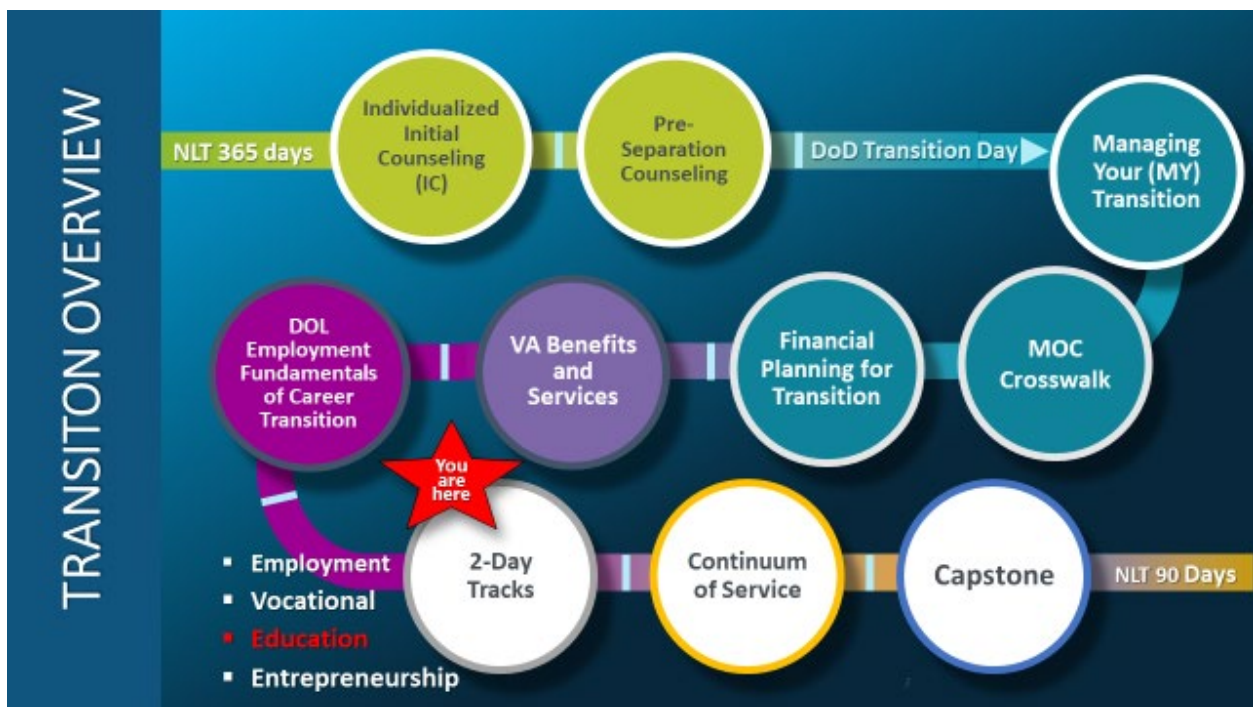 TRANSITON OVERVIEW
NLT 365 days
Individualized
Initial
Counseling
(IC)
Pre-
Separation
Counseling
DoD Transition Day
Managing
Your (MY)
Transition
DOL
Employment
Fundamentals
of Career
Transition
VA Benefits
and
Services
Financial
Planning for
Transition
MOC
Crosswalk
You
are
here
▪ Employment
▪ Vocational
▪ Education
▪ Entrepreneurship
2-Day
Tracks
Continuum
of Service
Capstone
NLT 90 Days